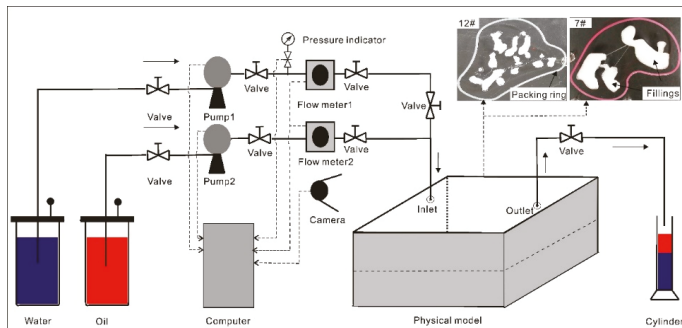 12#
7#
Pressure indicator
Packing ring
Fillings
Valve
Valve
Valve
Pump1
Flow meter1
Valve
Valve
Valve
Valve
Valve
Pump2
Flow meter2
Inlet
Outlet
Camera
Water
Oil
Computer
Physical model
Cylinder